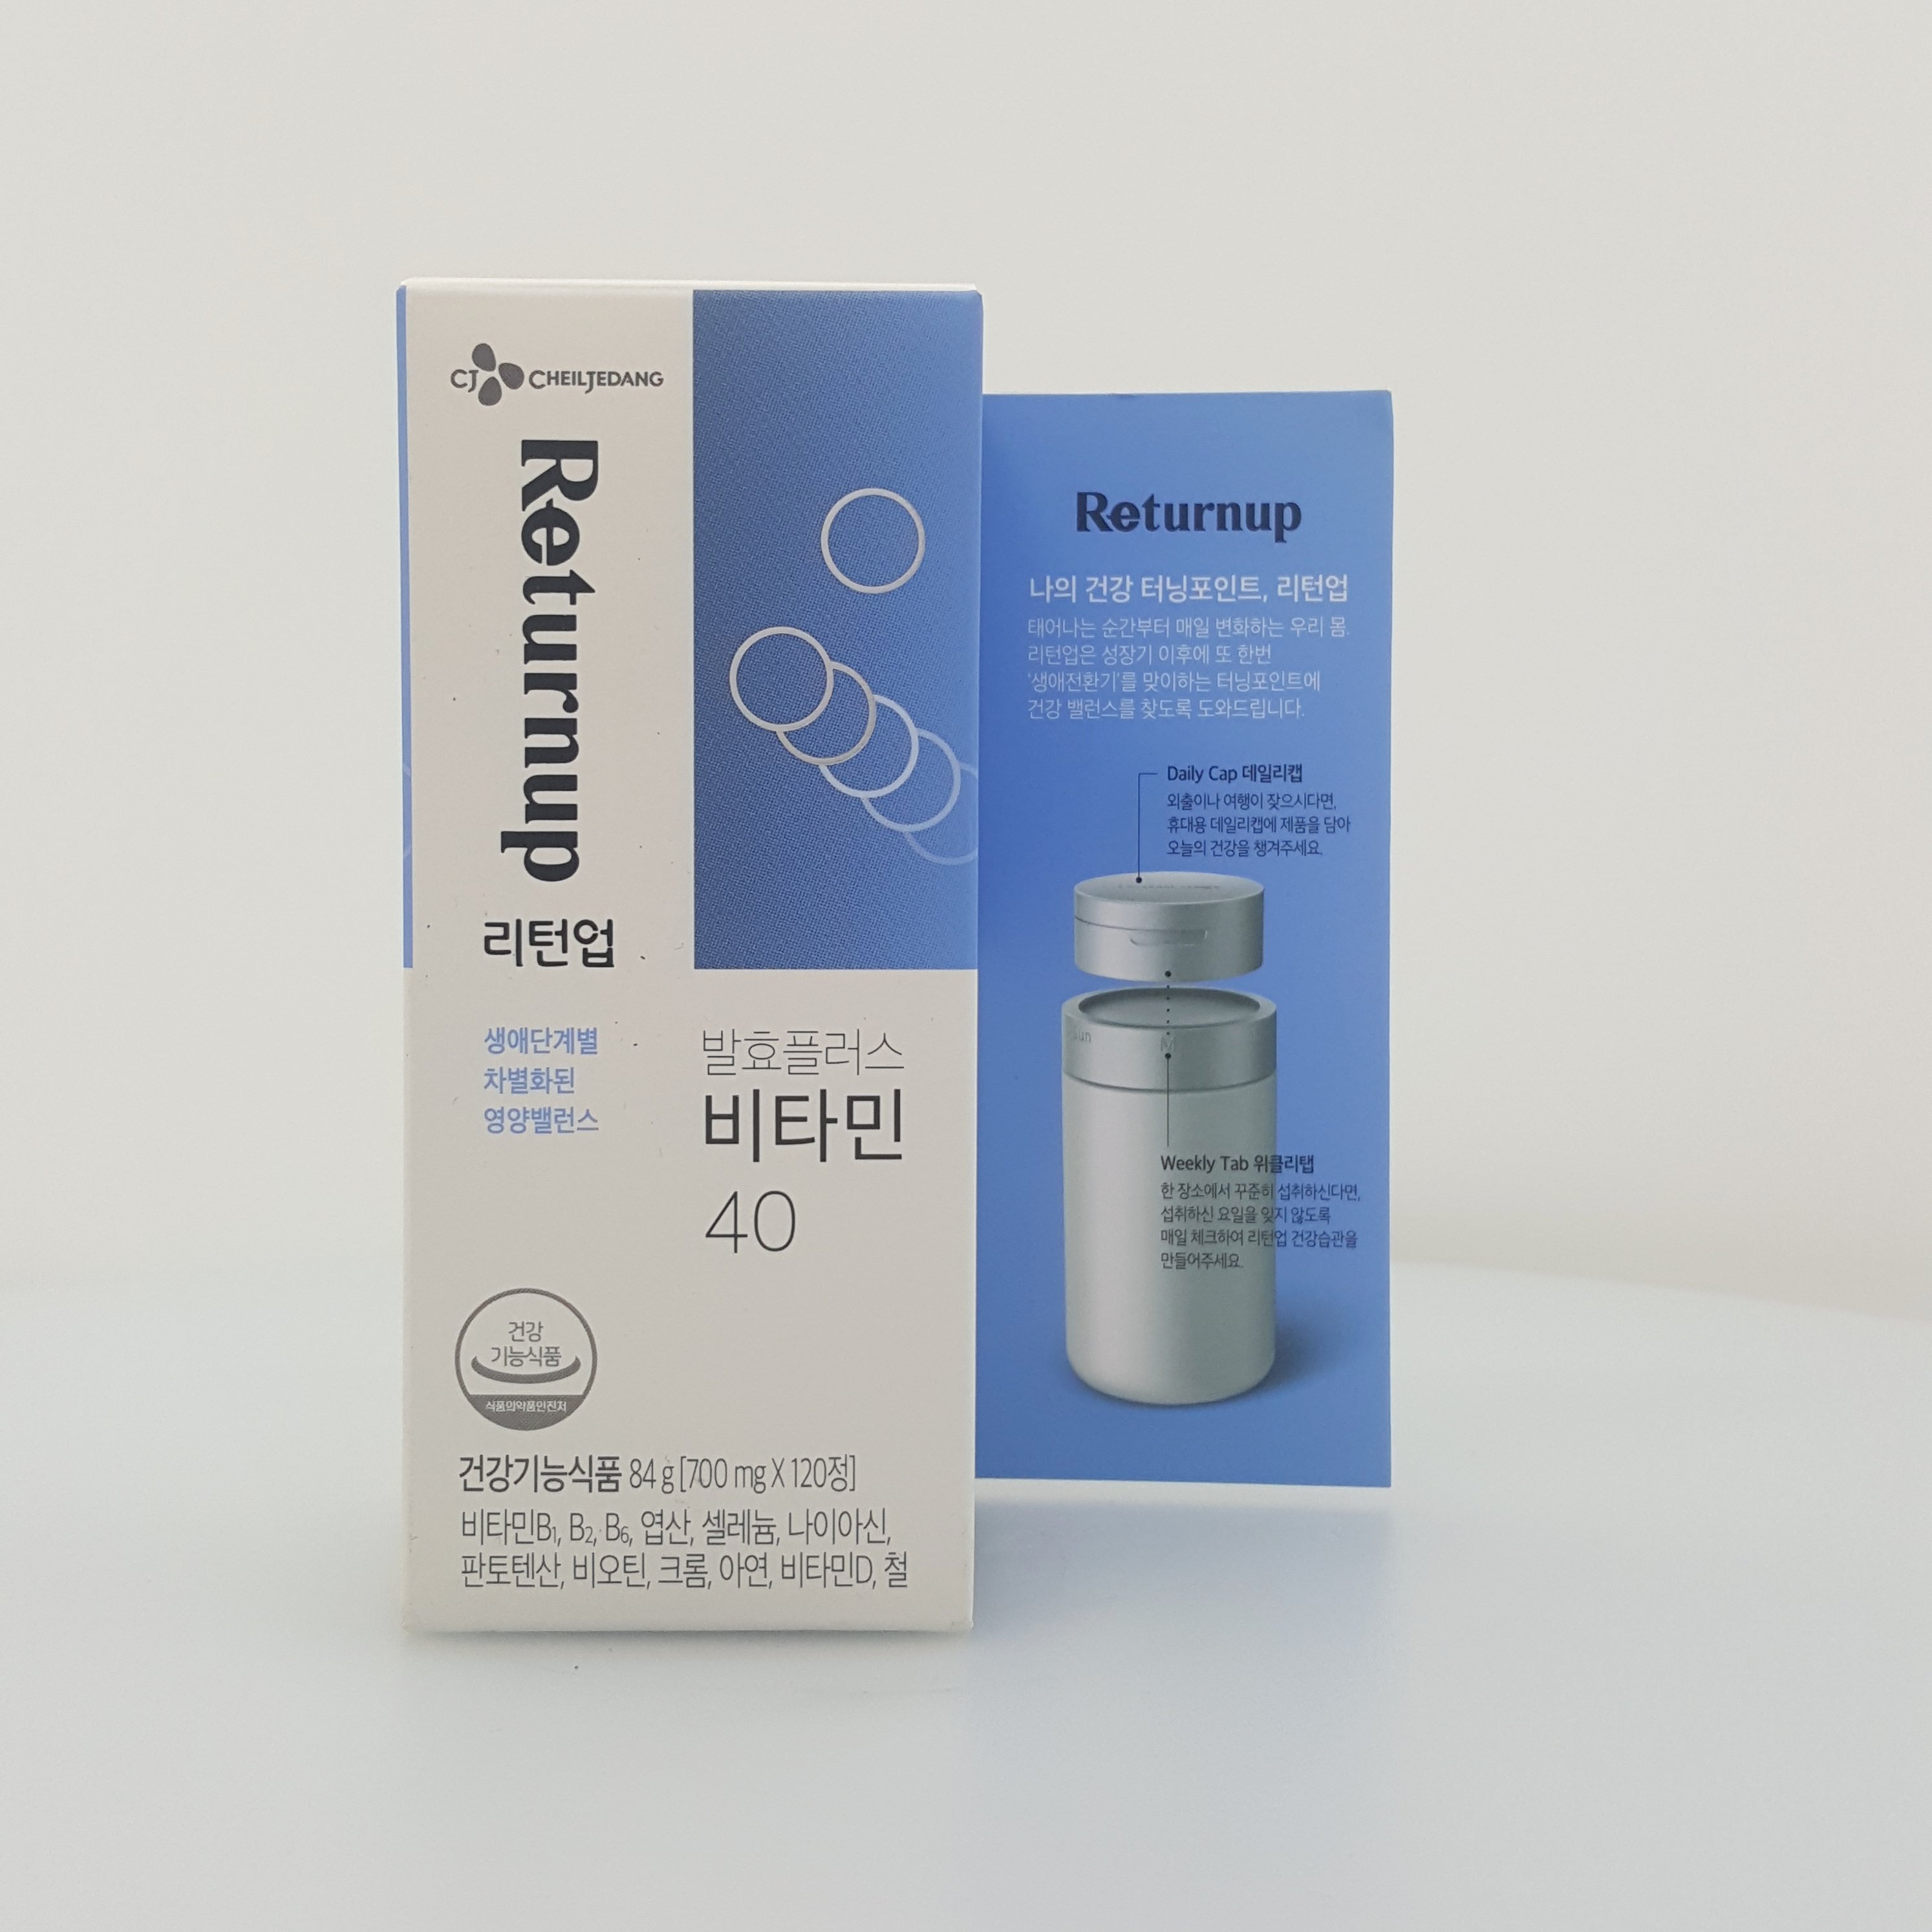 CJ CHEILJEDANG
Returnup
리턴업
생애단계별
차별화된
영양밸런스
발효플러스
비타민
40
건강
기능식품
식품의약품안전처
건강기능식품 84 g [700 mg X 120정]
비타민B₁, B₂, B₆, 엽산, 셀레늄, 나이아신,
판토텐산, 비오틴, 크롬, 아연, 비타민D, 철
Returnup
나의 건강 터닝포인트, 리턴업
태어나는 순간부터 매일 변화하는 우리 몸.
리턴업은 성장기 이후에 또 한번
‘생애전환기’를 맞이하는 터닝포인트에
건강 밸런스를 찾도록 도와드립니다.
Daily Cap 데일리캡
외출이나 여행이 잦으시다면,
휴대용 데일리캡에 제품을 담아
오늘의 건강을 챙겨주세요.
Sun M
Weekly Tab 위클리탭
한 장소에서 꾸준히 섭취하신다면,
섭취하신 요일을 잊지 않도록
매일 체크하여 리턴업 건강습관을
만들어주세요.